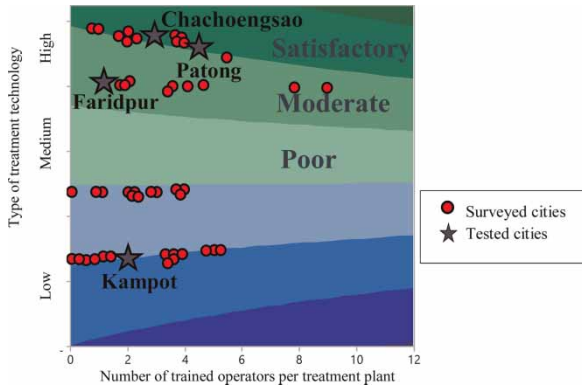 Chachoengsao
Satisfactory
Patong
Faridpur
Moderate
Poor
Kampot
High
Medium
Low
-
Type of treatment technology
0
2
4
6
8
10
12
Number of trained operators per treatment plant
Surveyed cities
Tested cities